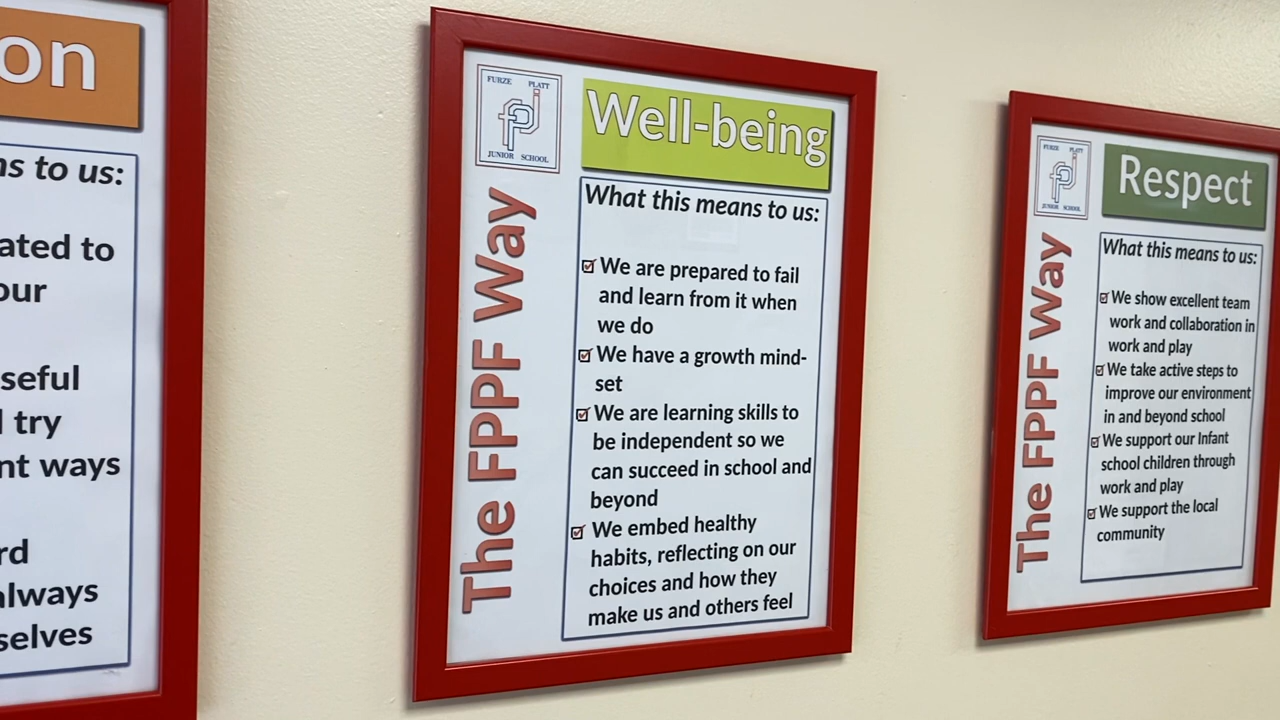 on
to us:
to
our
try
ways
always
FURZE PLATT
JUNIOR SCHOOL
The FPPF Way
Well-being
What this means to us:
We are prepared to fail
and learn from it when
we do
We have a growth mind-
set
We are learning skills to
be independent so we
can succeed in school and
beyond
We embed healthy
habits, reflecting on our
choices and how they
make us and others feel
FURZE PLATT
JUNIOR SCHOOL
The FPPF Way
Respect
What this means to us:
We show excellent team
work and collaboration in
work and play
We take active steps to
improve our environment
in and beyond school
We support our Infant
school children through
work and play
We support the local
community